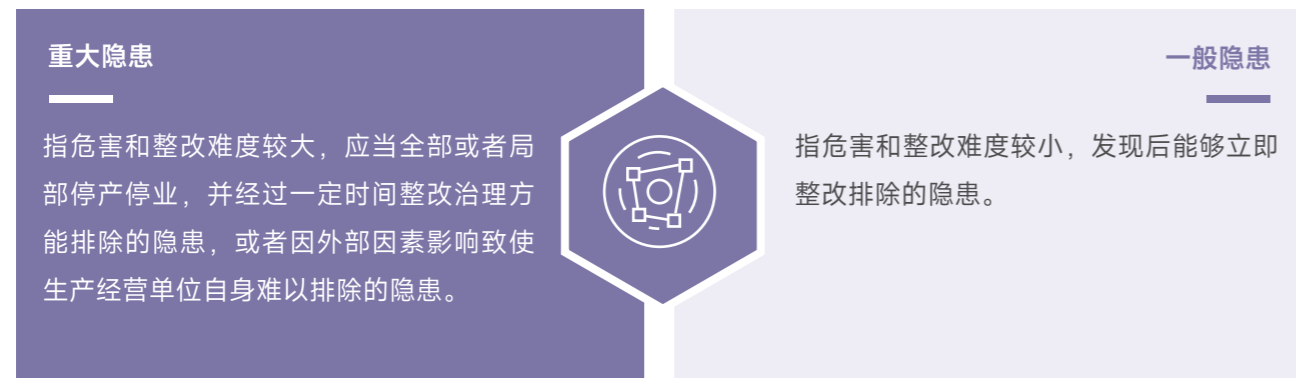 重大隐患
指危害和整改难度较大，应当全部或者局
部停产停业，并经过一定时间整改治理方
能排除的隐患，或者因外部因素影响致使
生产经营单位自身难以排除的隐患。
一般隐患
指危害和整改难度较小，发现后能够立即
整改排除的隐患。